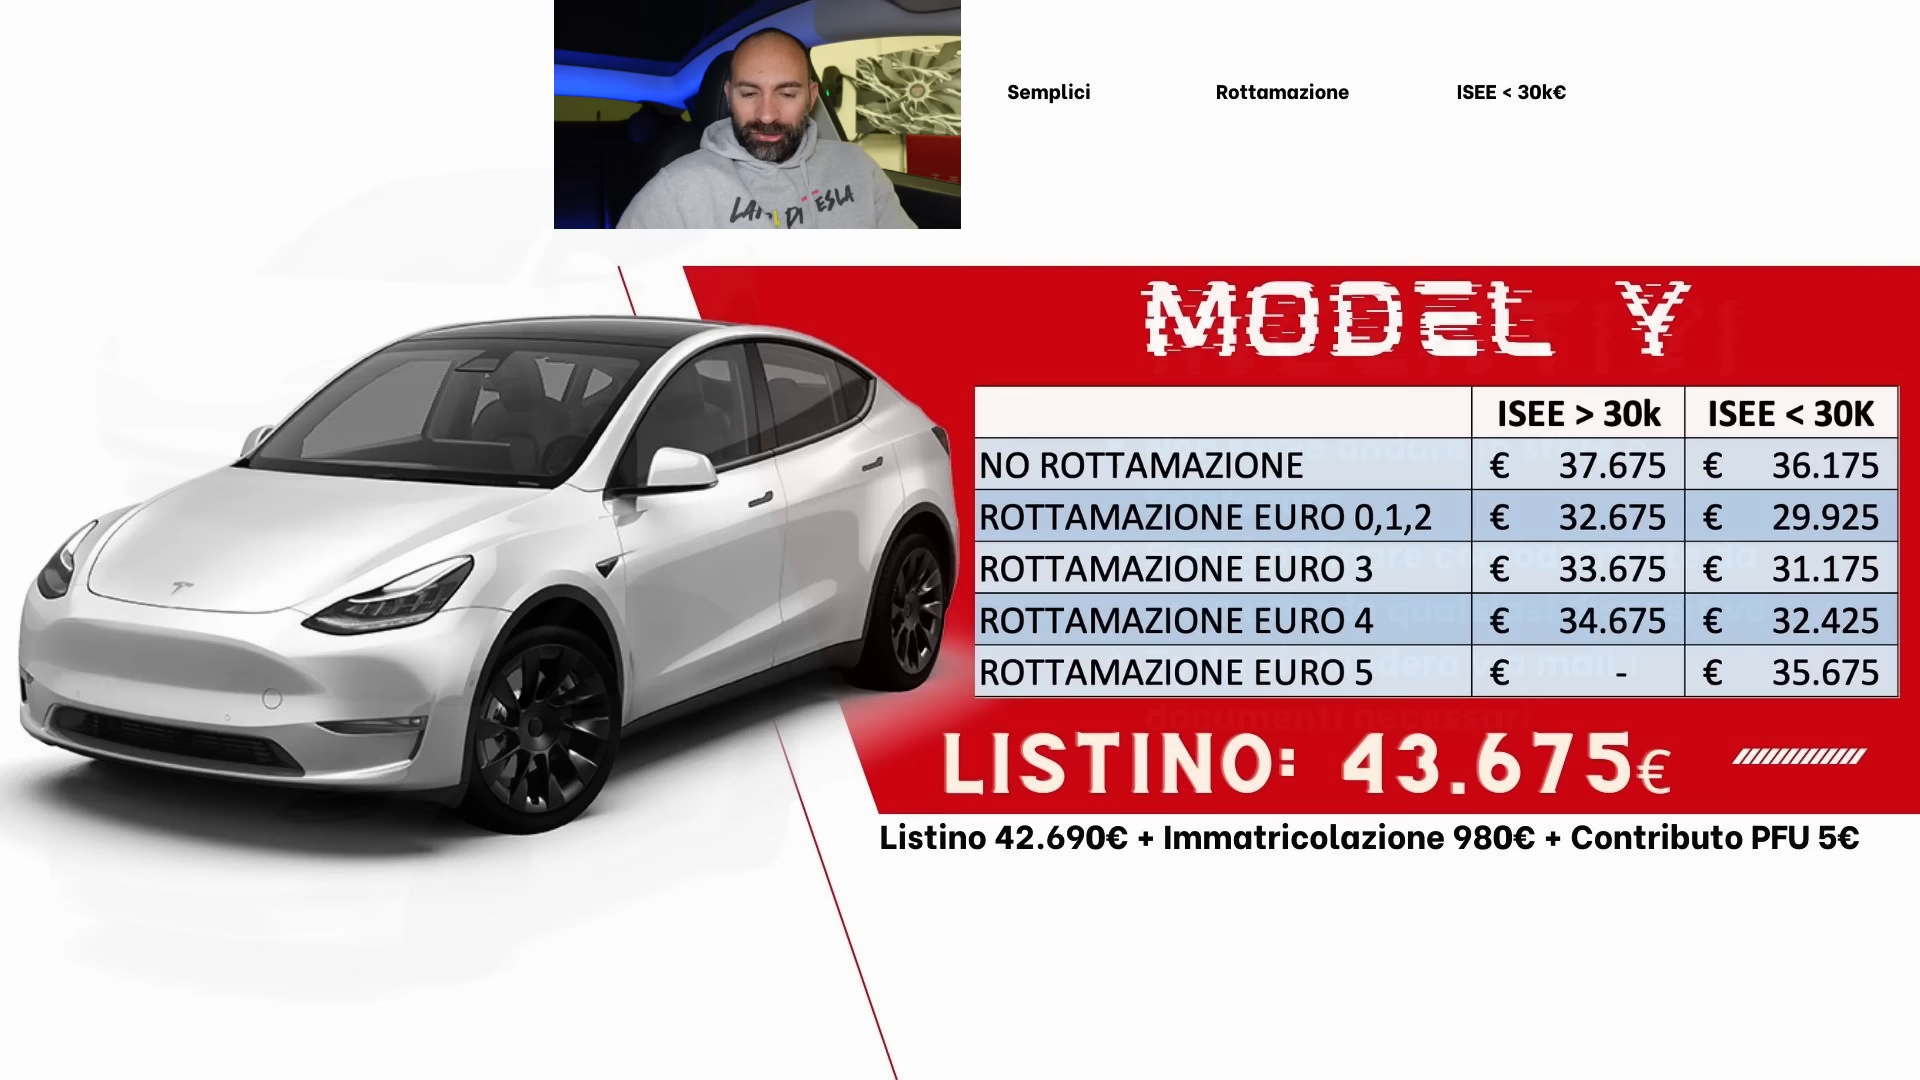 Semplici Rottamazione ISEE < 30k€
MODEL Y
ISEE > 30k ISEE < 30K
NO ROTTAMAZIONE € 37.675 € 36.175
ROTTAMAZIONE EURO 0,1,2 € 32.675 € 29.925
ROTTAMAZIONE EURO 3 € 33.675 € 31.175
ROTTAMAZIONE EURO 4 € 34.675 € 32.425
ROTTAMAZIONE EURO 5 € - € 35.675
LISTINO: 43.675€
Listino 42.690€ + Immatricolazione 980€ + Contributo PFU 5€
documenti necessari